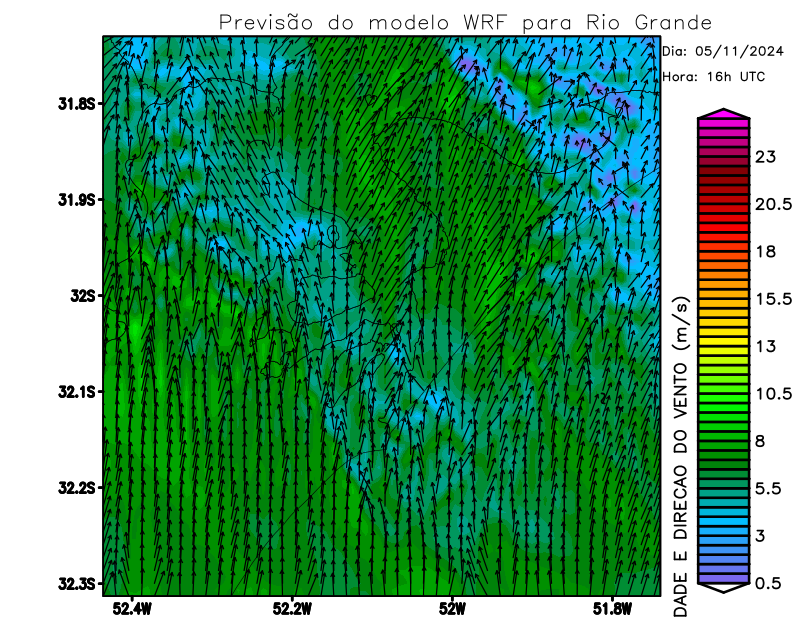 Previsão do modelo WRF para Rio Grande
Dia: 05/11/2024
Hora: 16h UTC
31.8S
31.9S
32S
32.1S
32.2S
32.3S
52.4W
52.2W
52W
51.8W
23
20.5
18
15.5
13
10.5
8
5.5
3
0.5
DADE E DIRECAO DO VENTO (m/s)